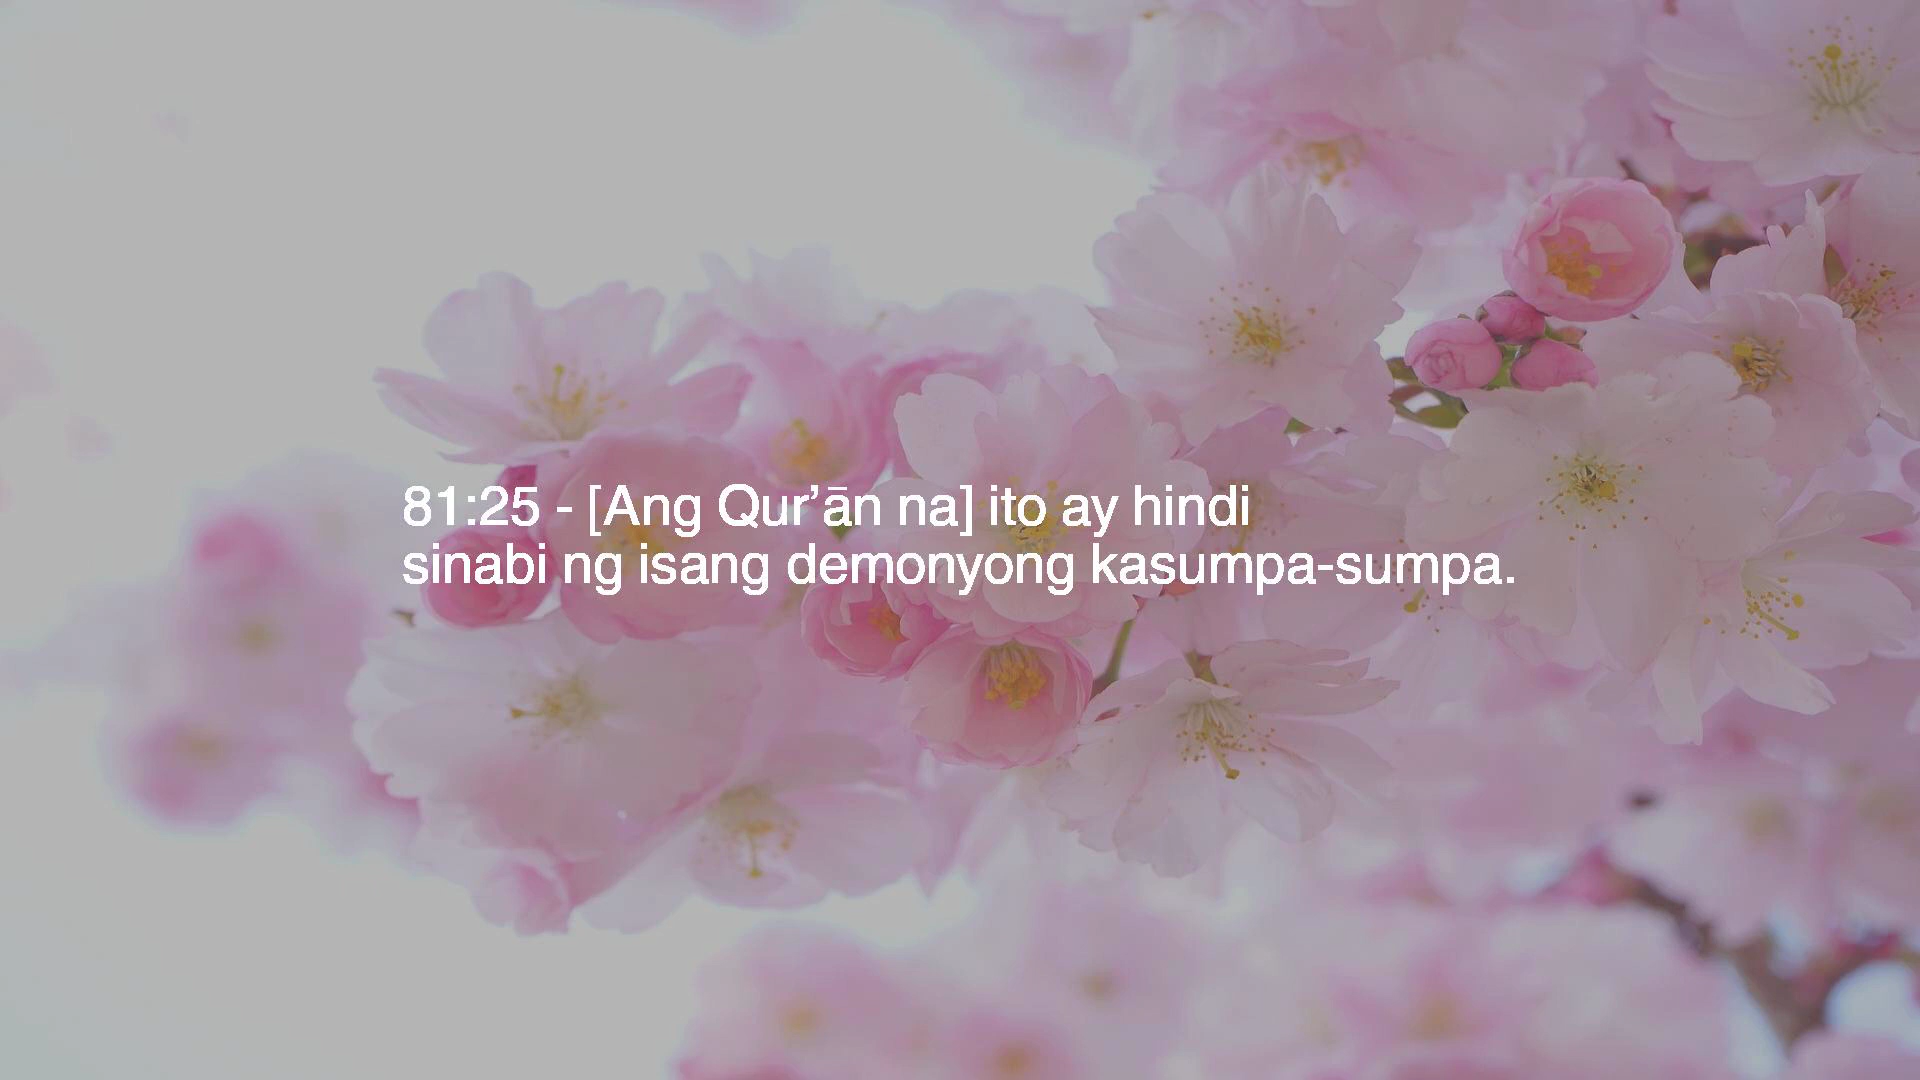 81:25 - [Ang Qur’ān na] ito ay hindi
sinabi ng isang demonyong kasumpa-sumpa.